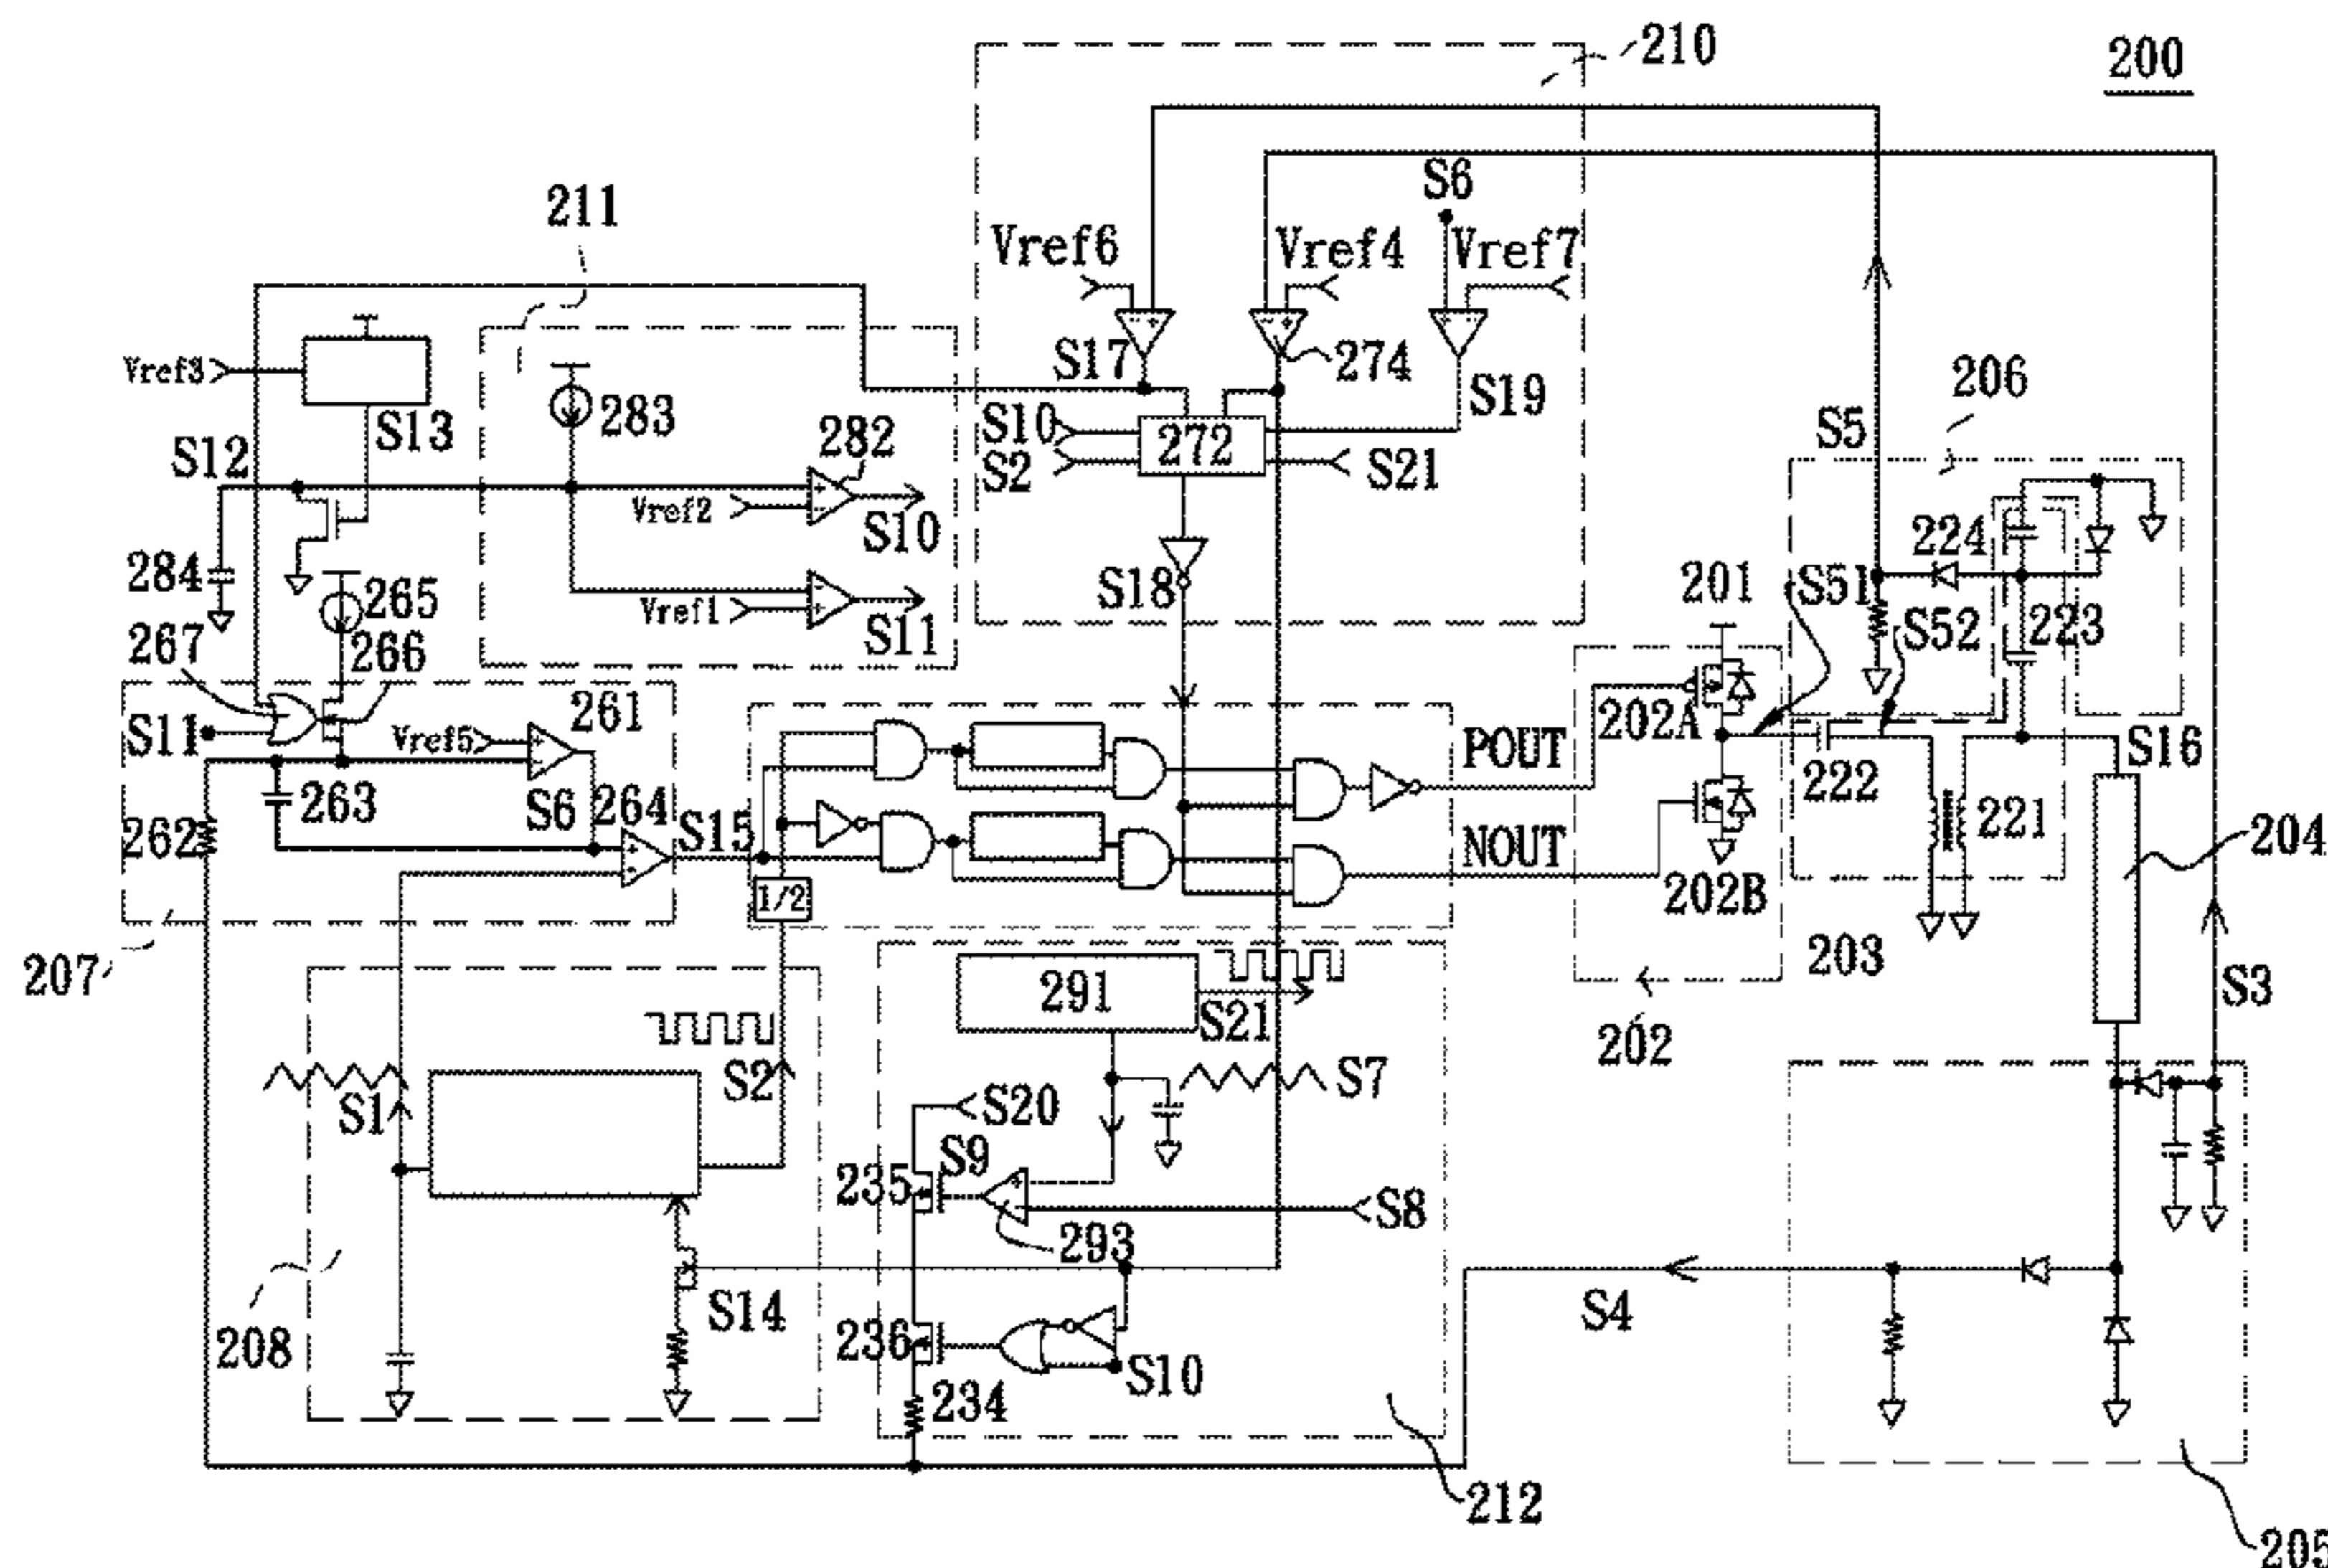 210
200
S6
211
Vref6
Vref4
Vref7
Vref3
S17
274
S19
206
S13
283
S10
272
S5
S12
282
S2
S21
Vref2
S10
284
S18
224
265
Vref1
S11
201
S51
S52
223
267
266
261
S11
Vref5
POUT
202A
S16
263
S6
264
222
262
S15
221
204
NOUT
1/2
202B
203
207
291
S21
S3
202
S2
S7
S1
S20
S9
235
S8
293
S14
S4
208
236
S10
234
212
205